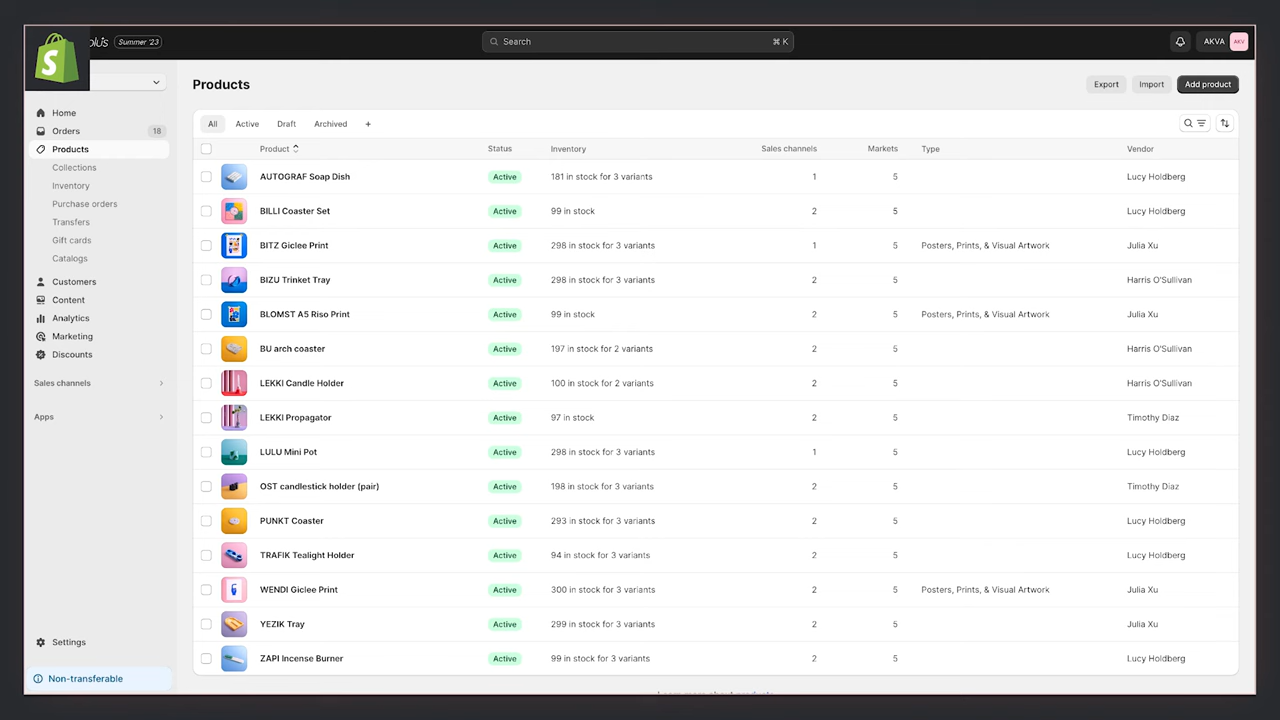 plus Summer '23 Search ⌘ K AKVA AKV
Products Export Import Add product
Home
Orders 18
Products
Collections
Inventory
Purchase orders
Transfers
Gift cards
Catalogs
Customers
Content
Analytics
Marketing
Discounts
Sales channels
Apps
Settings
Non-transferable
All Active Draft Archived +
Product Status Inventory Sales channels Markets Type Vendor
AUTOGRAF Soap Dish Active 181 in stock for 3 variants 1 5 Lucy Holdberg
BILLI Coaster Set Active 99 in stock 2 5 Lucy Holdberg
BITZ Giclee Print Active 298 in stock for 3 variants 1 5 Posters, Prints, & Visual Artwork Julia Xu
BIZU Trinket Tray Active 298 in stock for 3 variants 2 5 Harris O'Sullivan
BLOMST A5 Riso Print Active 99 in stock 2 5 Posters, Prints, & Visual Artwork Julia Xu
BU arch coaster Active 197 in stock for 2 variants 2 5 Harris O'Sullivan
LEKKI Candle Holder Active 100 in stock for 2 variants 2 5 Harris O'Sullivan
LEKKI Propagator Active 97 in stock 2 5 Timothy Diaz
LULU Mini Pot Active 298 in stock for 3 variants 1 5 Lucy Holdberg
OST candlestick holder (pair) Active 198 in stock for 3 variants 2 5 Timothy Diaz
PUNKT Coaster Active 293 in stock for 3 variants 2 5 Lucy Holdberg
TRAFIK Tealight Holder Active 94 in stock for 3 variants 2 5 Lucy Holdberg
WENDI Giclee Print Active 300 in stock for 3 variants 2 5 Posters, Prints, & Visual Artwork Julia Xu
YEZIK Tray Active 299 in stock for 3 variants 2 5 Julia Xu
ZAPI Incense Burner Active 99 in stock for 3 variants 2 5 Lucy Holdberg